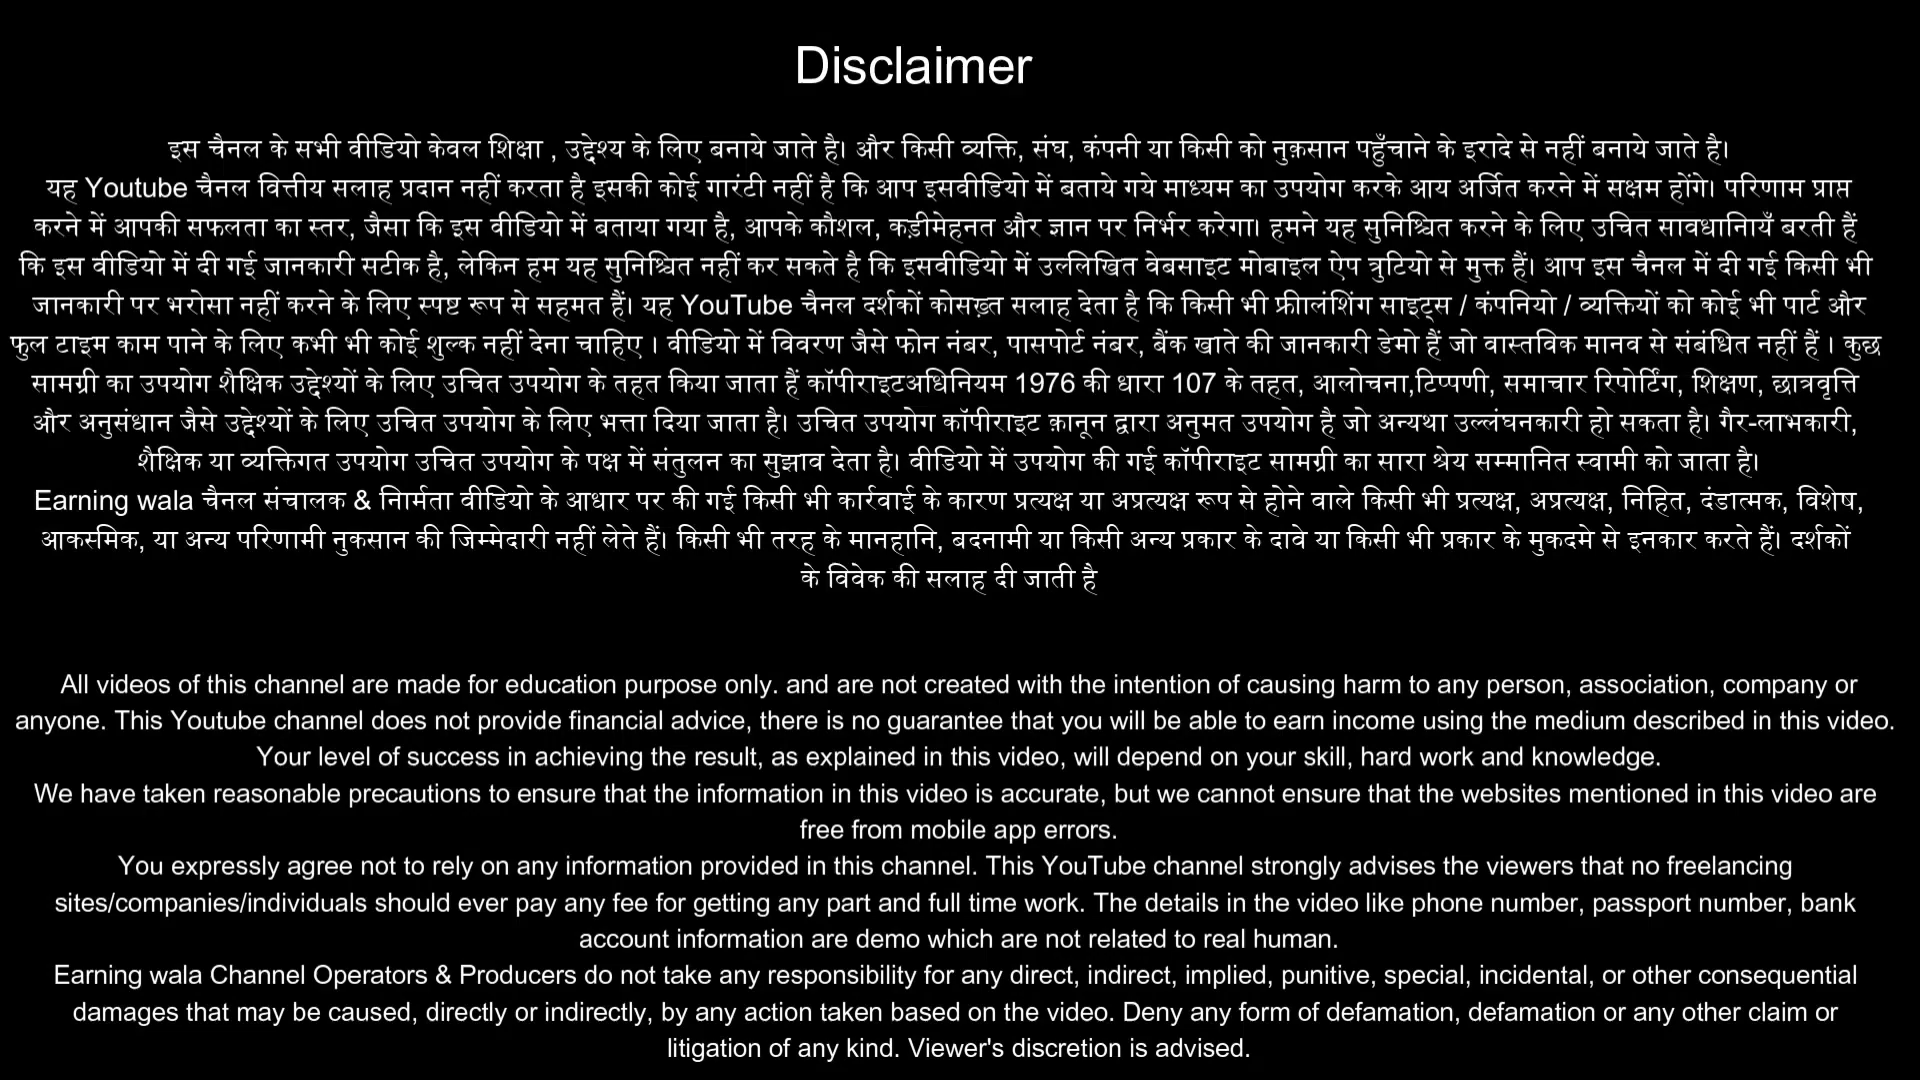 Disclaimer
इस चैनल के सभी वीडियो केवल शिक्षा , उद्देश्य के लिए बनाये जाते है। और किसी व्यक्ति, संघ, कंपनी या किसी को नुक़सान पहुँचाने के इरादे से नहीं बनाये जाते है।
यह Youtube चैनल वित्तीय सलाह प्रदान नहीं करता है इसकी कोई गारंटी नहीं है कि आप इसवीडियो में बताये गये माध्यम का उपयोग करके आय अर्जित करने में सक्षम होंगे। परिणाम प्राप्त
करने में आपकी सफलता का स्तर, जैसा कि इस वीडियो में बताया गया है, आपके कौशल, कड़ीमेहनत और ज्ञान पर निर्भर करेगा। हमने यह सुनिश्चित करने के लिए उचित सावधानियाँ बरती हैं
कि इस वीडियो में दी गई जानकारी सटीक है, लेकिन हम यह सुनिश्चित नहीं कर सकते है कि इसवीडियो में उल्लिखित वेबसाइट मोबाइल ऐप त्रुटियो से मुक्त हैं। आप इस चैनल में दी गई किसी भी
जानकारी पर भरोसा नहीं करने के लिए स्पष्ट रूप से सहमत हैं। यह YouTube चैनल दर्शकों कोसख़्त सलाह देता है कि किसी भी फ्रीलंशिंग साइट्स / कंपनियो / व्यक्तियों को कोई भी पार्ट और
फुल टाइम काम पाने के लिए कभी भी कोई शुल्क नहीं देना चाहिए । वीडियो में विवरण जैसे फोन नंबर, पासपोर्ट नंबर, बैंक खाते की जानकारी डेमो हैं जो वास्तविक मानव से संबंधित नहीं हैं । कुछ
सामग्री का उपयोग शैक्षिक उद्देश्यों के लिए उचित उपयोग के तहत किया जाता हैं कॉपीराइटअधिनियम 1976 की धारा 107 के तहत, आलोचना,टिप्पणी, समाचार रिपोर्टिंग, शिक्षण, छात्रवृत्ति
और अनुसंधान जैसे उद्देश्यों के लिए उचित उपयोग के लिए भत्ता दिया जाता है। उचित उपयोग कॉपीराइट क़ानून द्वारा अनुमत उपयोग है जो अन्यथा उल्लंघनकारी हो सकता है। गैर-लाभकारी,
शैक्षिक या व्यक्तिगत उपयोग उचित उपयोग के पक्ष में संतुलन का सुझाव देता है। वीडियो में उपयोग की गई कॉपीराइट सामग्री का सारा श्रेय सम्मानित स्वामी को जाता है।
Earning wala चैनल संचालक & निार्मता वीडियो के आधार पर की गई किसी भी कार्रवाई के कारण प्रत्यक्ष या अप्रत्यक्ष रूप से होने वाले किसी भी प्रत्यक्ष, अप्रत्यक्ष, निहित, दंडात्मक, विशेष,
आकस्मिक, या अन्य परिणामी नुकसान की जिम्मेदारी नहीं लेते हैं। किसी भी तरह के मानहानि, बदनामी या किसी अन्य प्रकार के दावे या किसी भी प्रकार के मुकदमे से इनकार करते हैं। दर्शकों
के विवेक की सलाह दी जाती है
All videos of this channel are made for education purpose only. and are not created with the intention of causing harm to any person, association, company or
anyone. This Youtube channel does not provide financial advice, there is no guarantee that you will be able to earn income using the medium described in this video.
Your level of success in achieving the result, as explained in this video, will depend on your skill, hard work and knowledge.
We have taken reasonable precautions to ensure that the information in this video is accurate, but we cannot ensure that the websites mentioned in this video are
free from mobile app errors.
You expressly agree not to rely on any information provided in this channel. This YouTube channel strongly advises the viewers that no freelancing
sites/companies/individuals should ever pay any fee for getting any part and full time work. The details in the video like phone number, passport number, bank
account information are demo which are not related to real human.
Earning wala Channel Operators & Producers do not take any responsibility for any direct, indirect, implied, punitive, special, incidental, or other consequential
damages that may be caused, directly or indirectly, by any action taken based on the video. Deny any form of defamation, defamation or any other claim or
litigation of any kind. Viewer's discretion is advised.